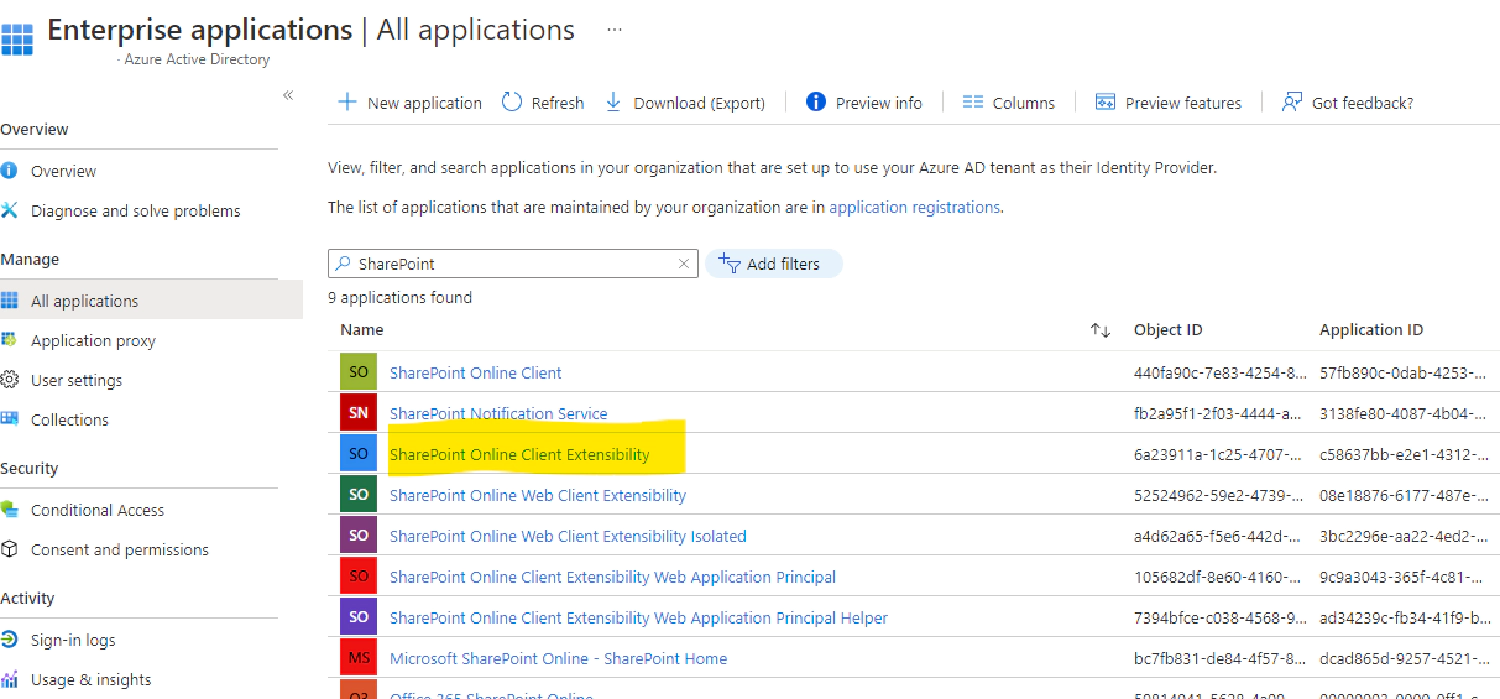 Enterprise applications | All applications ...
- Azure Active Directory
«
+ New application Refresh Download (Export) Preview info Columns Preview features Got feedback?
Overview
Overview
Diagnose and solve problems
Manage
All applications
Application proxy
User settings
Collections
Security
Conditional Access
Consent and permissions
Activity
Sign-in logs
Usage & insights
View, filter, and search applications in your organization that are set up to use your Azure AD tenant as their Identity Provider.
The list of applications that are maintained by your organization are in application registrations.
SharePoint Add filters
9 applications found
Name Object ID Application ID
SO SharePoint Online Client 440fa90c-7e83-4254-8... 57fb890c-0dab-4253-...
SN SharePoint Notification Service fb2a95f1-2f03-4444-a... 3138fe80-4087-4b04-...
SO SharePoint Online Client Extensibility 6a23911a-1c25-4707-... c58637bb-e2e1-4312-...
SO SharePoint Online Web Client Extensibility 52524962-59e2-4739-... 08e18876-6177-487e-...
SO SharePoint Online Web Client Extensibility Isolated a4d62a65-f5e6-442d-... 3bc2296e-aa22-4ed2-...
SO SharePoint Online Client Extensibility Web Application Principal 105682df-8e60-4160-... 9c9a3043-365f-4c81-...
SO SharePoint Online Client Extensibility Web Application Principal Helper 7394bfce-c038-4568-9... ad34239c-fb34-41f9-b...
MS Microsoft SharePoint Online - SharePoint Home bc7fb831-de84-4f57-8... dcad865d-9257-4521-...
O3 Office 365 SharePoint Online